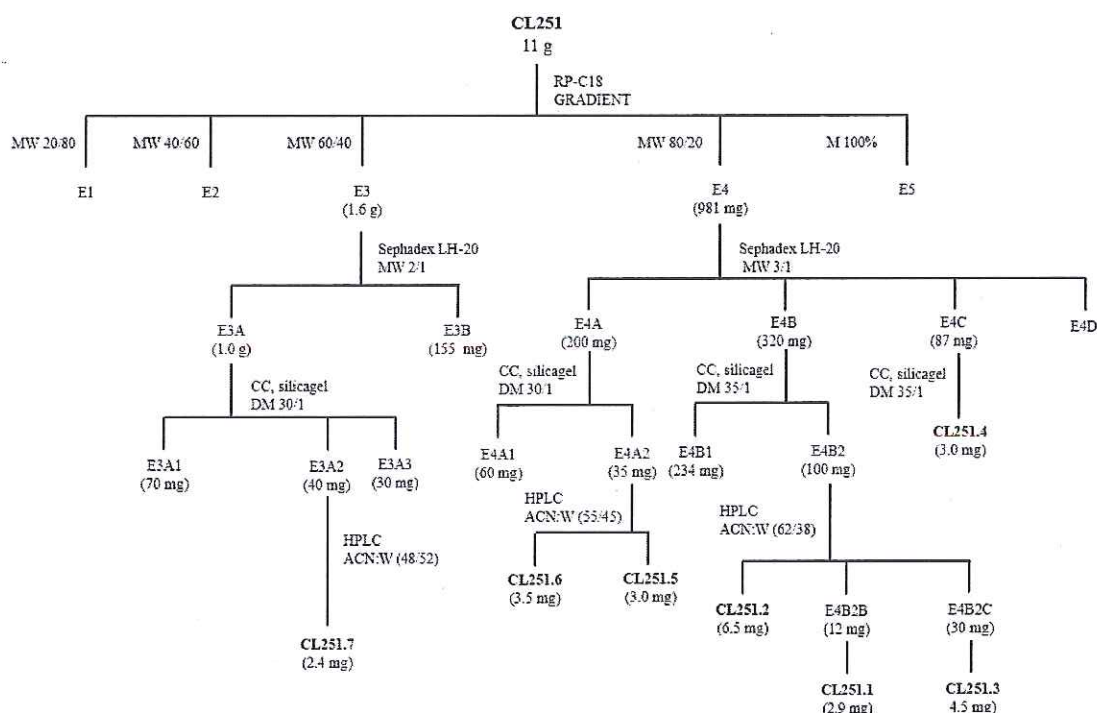 CL251
11 g
RP-C18
GRADIENT
MW 20/80
MW 40/60
MW 60/40
MW 80/20
M 100%
E1
E2
E3
(1.6 g)
E4
(981 mg)
E5
Sephadex LH-20
MW 2/1
Sephadex LH-20
MW 3/1
E3A
(1.0 g)
E3B
(155 mg)
E4A
(200 mg)
E4B
(320 mg)
E4C
(87 mg)
E4D
CC, silicagel
DM 30/1
CC, silicagel
DM 30/1
CC, silicagel
DM 35/1
CC, silicagel
DM 35/1
E3A1
(70 mg)
E3A2
(40 mg)
E3A3
(30 mg)
E4A1
(60 mg)
E4A2
(35 mg)
E4B1
(234 mg)
E4B2
(100 mg)
CL251.4
(3.0 mg)
HPLC
ACN:W (48/52)
HPLC
ACN:W (55/45)
HPLC
ACN:W (62/38)
CL251.7
(2.4 mg)
CL251.6
(3.5 mg)
CL251.5
(3.0 mg)
CL251.2
(6.5 mg)
E4B2B
(12 mg)
E4B2C
(30 mg)
CL251.1
(2.9 mg)
CL251.3
4.5 mg)